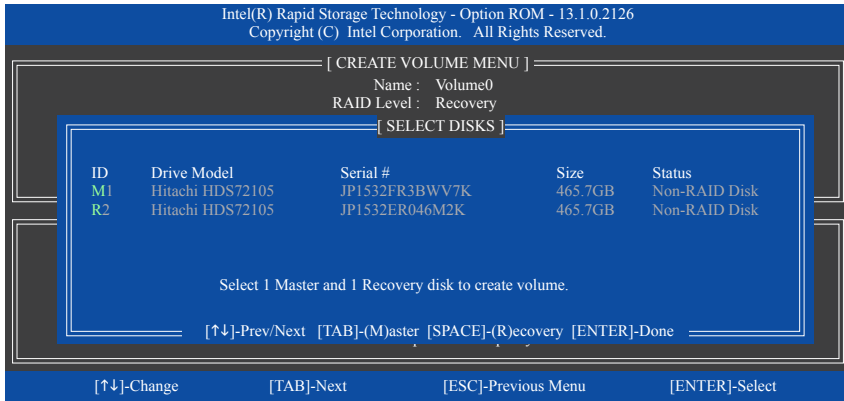 Intel(R) Rapid Storage Technology - Option ROM - 13.1.0.2126
Copyright (C) Intel Corporation. All Rights Reserved.
[ CREATE VOLUME MENU ]
Name : Volume0
RAID Level : Recovery
[ SELECT DISKS ]
ID Drive Model Serial # Size Status
M1 Hitachi HDS72105 JP1532FR3BWV7K 465.7GB Non-RAID Disk
R2 Hitachi HDS72105 JP1532ER046M2K 465.7GB Non-RAID Disk
Select 1 Master and 1 Recovery disk to create volume.
[↑↓]-Prev/Next [TAB]-(M)aster [SPACE]-(R)ecovery [ENTER]-Done
[↑↓]-Change [TAB]-Next [ESC]-Previous Menu [ENTER]-Select